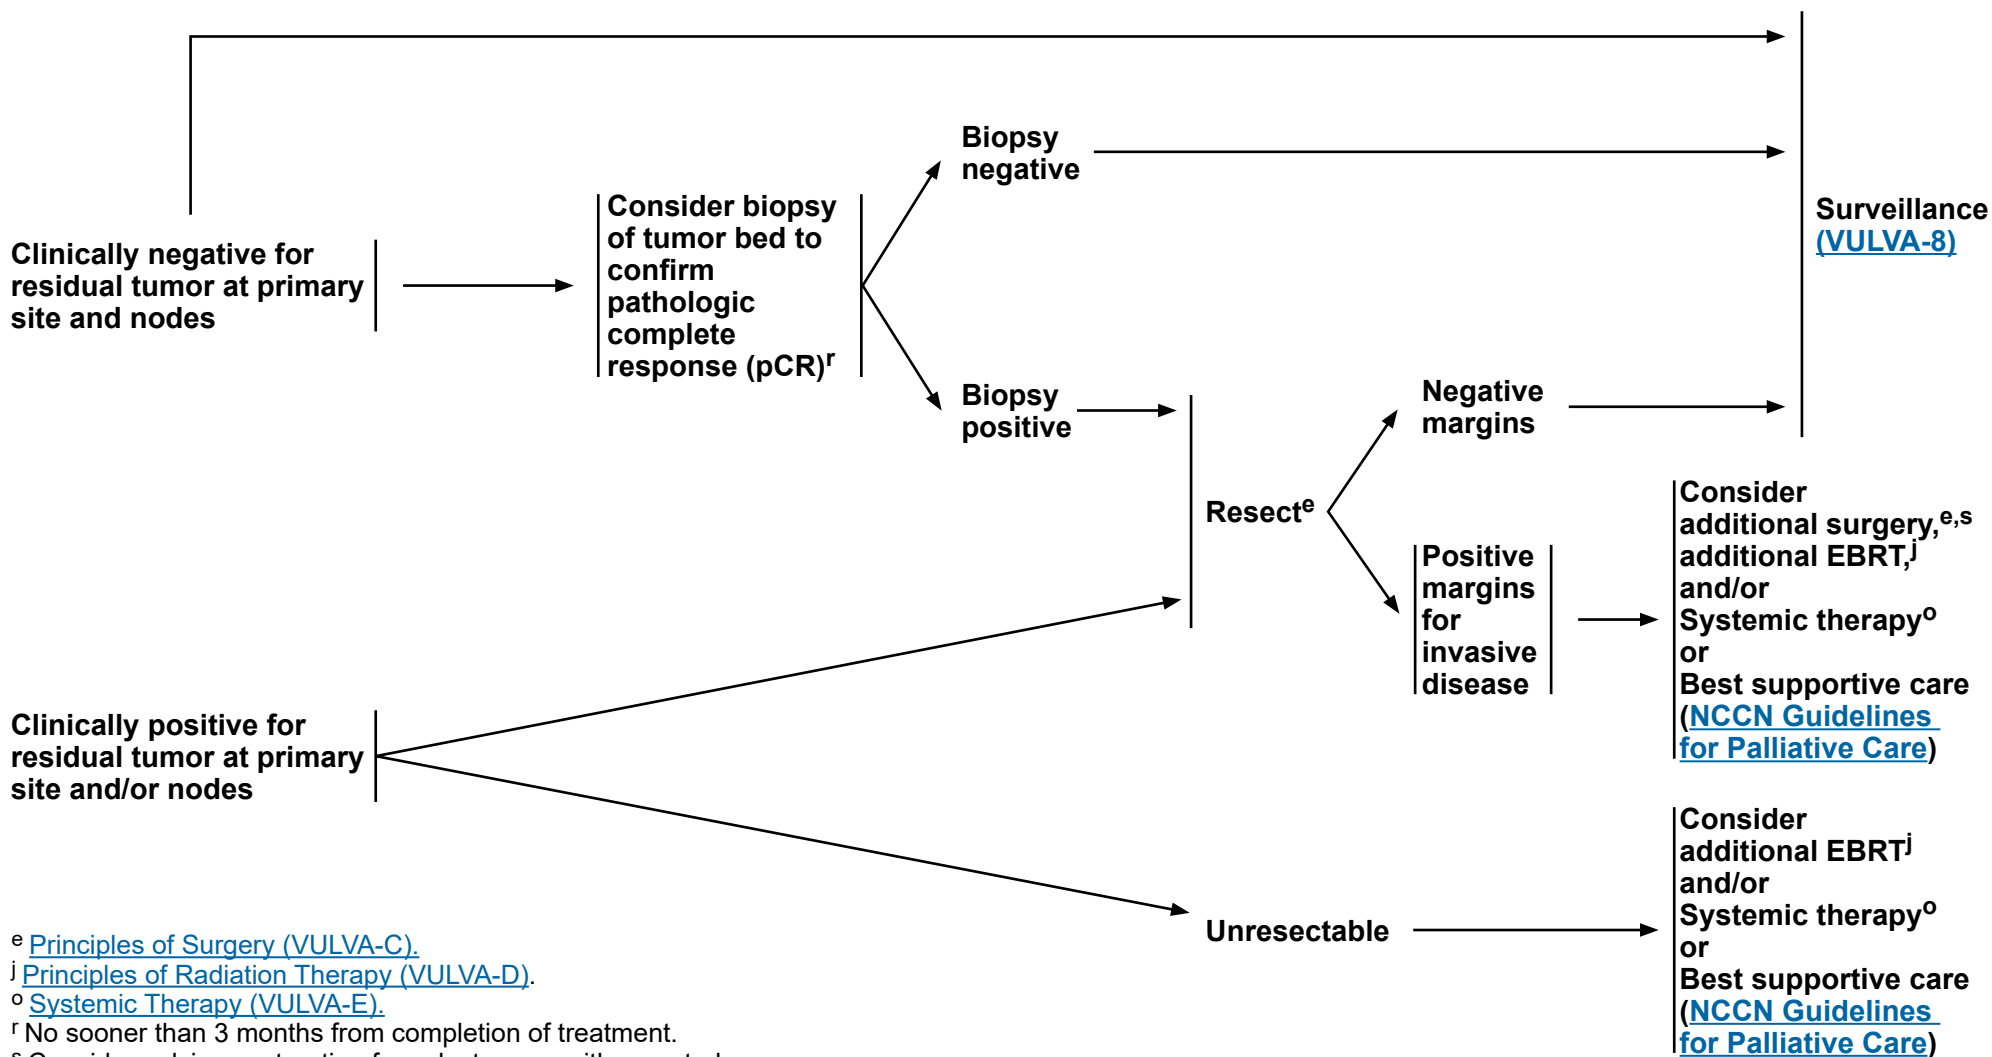 Clinically negative for
residual tumor at primary
site and nodes
Consider biopsy
of tumor bed to
confirm
pathologic
complete
response (pCR)r
Biopsy
negative
Biopsy
positive
Surveillance
(VULVA-8)
Resecte
Negative
margins
Positive
margins
for
invasive
disease
Consider
additional surgery,e,s
additional EBRT,j
and/or
Systemic therapyo
or
Best supportive care
(NCCN Guidelines
for Palliative Care)
Clinically positive for
residual tumor at primary
site and/or nodes
Unresectable
Consider
additional EBRTj
and/or
Systemic therapyo
or
Best supportive care
(NCCN Guidelines
for Palliative Care)
e Principles of Surgery (VULVA-C).
j Principles of Radiation Therapy (VULVA-D).
o Systemic Therapy (VULVA-E).
r No sooner than 3 months from completion of treatment.